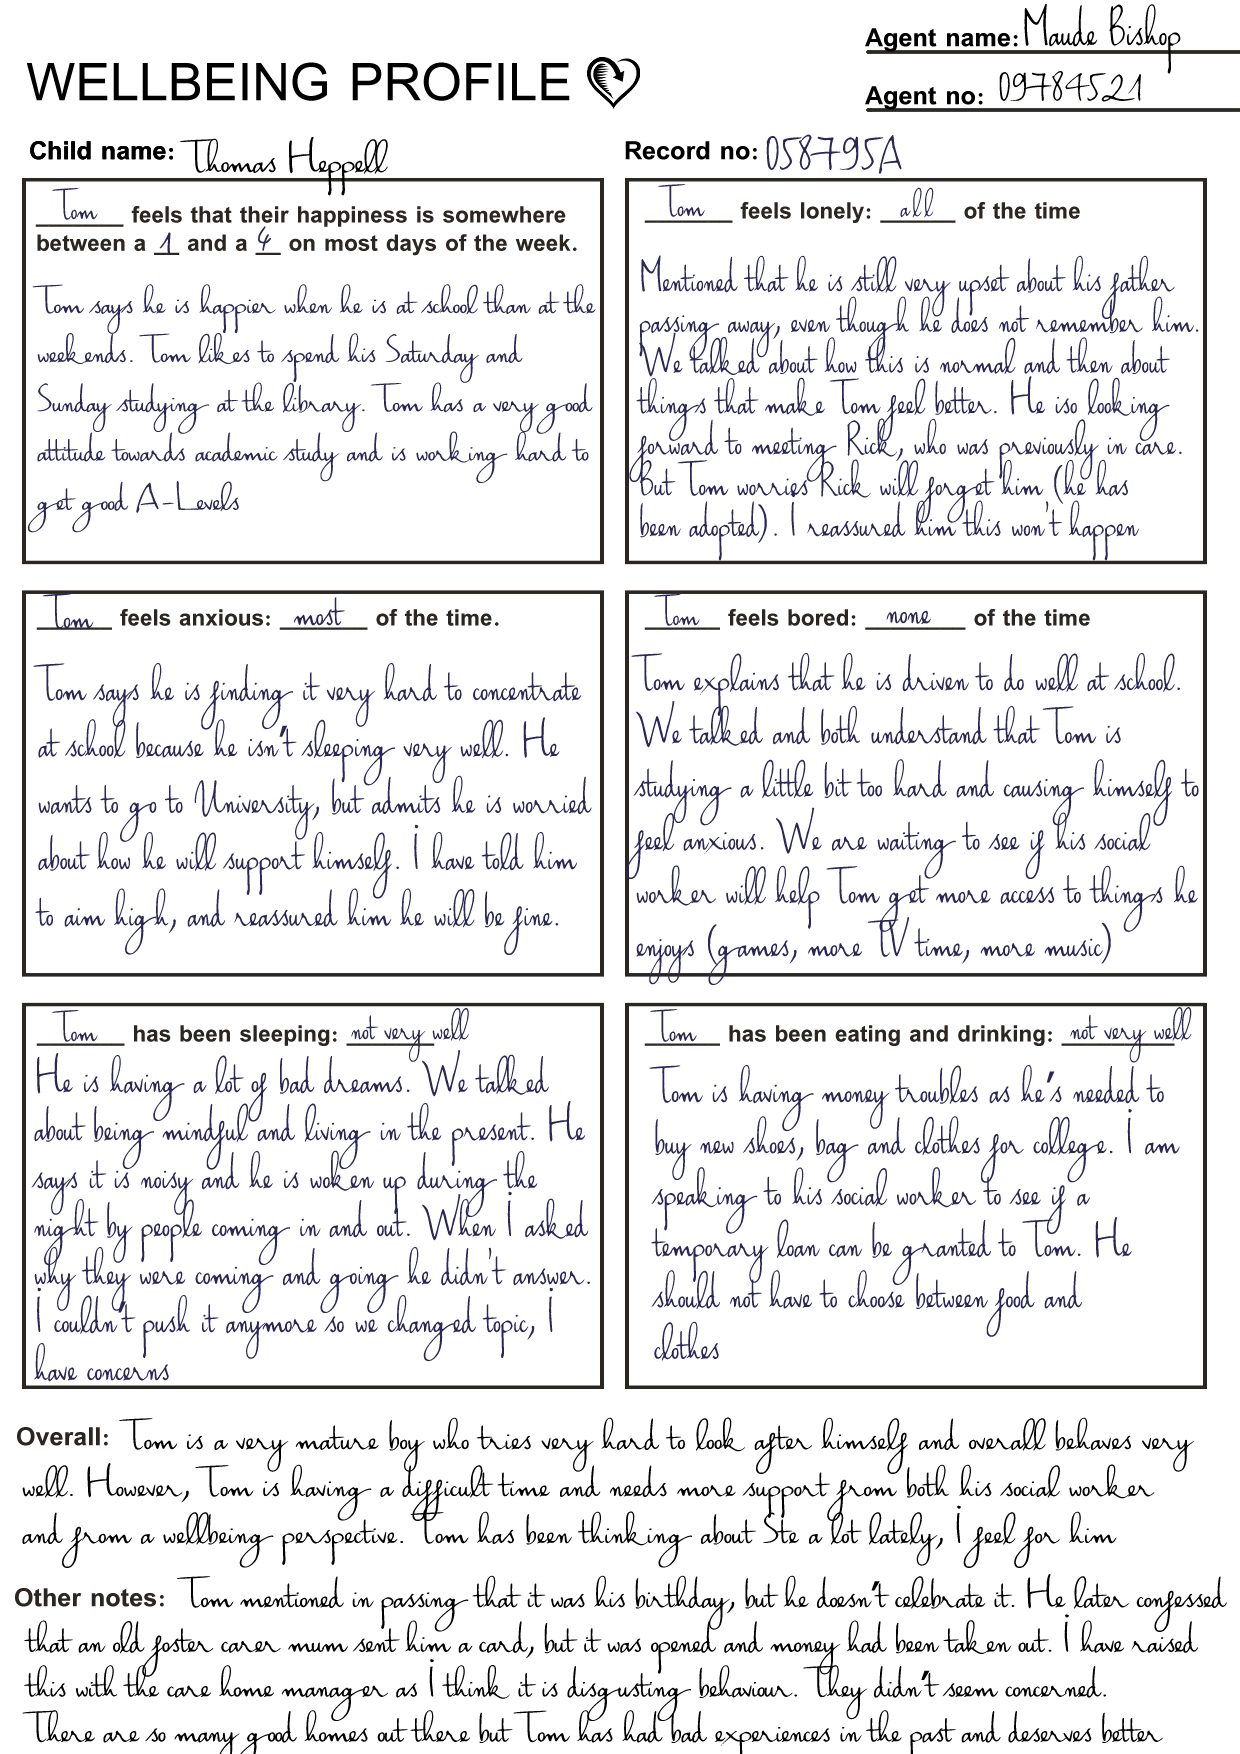 Agent name: Maude Bishop
WELLBEING PROFILE
Agent no: 09784521
Child name: Thomas Heppell
Record no: 058795A
Tom feels that their happiness is somewhere
between a 1 and a 4 on most days of the week.
Tom says he is happier when he is at school than at the
weekends. Tom likes to spend his Saturday and
Sunday studying at the library. Tom has a very good
attitude towards academic study and is working hard to
get good A-Levels
Tom feels lonely: all of the time
Mentioned that he is still very upset about his father
passing away, even though he does not remember him.
We talked about how this is normal and then about
things that make Tom feel better. He iso looking
forward to meeting Rick, who was previously in care.
But Tom worries Rick will forget him (he has
been adopted). I reassured him this won't happen
Tom feels anxious: most of the time.
Tom says he is finding it very hard to concentrate
at school because he isn't sleeping very well. He
wants to go to University, but admits he is worried
about how he will support himself. I have told him
to aim high, and reassured him he will be fine.
Tom feels bored: none of the time
Tom explains that he is driven to do well at school.
We talked and both understand that Tom is
studying a little bit too hard and causing himself to
feel anxious. We are waiting to see if his social
worker will help Tom get more access to things he
enjoys (games, more TV time, more music)
Tom has been sleeping: not very well
He is having a lot of bad dreams. We talked
about being mindful and living in the present. He
says it is noisy and he is woken up during the
night by people coming in and out. When I asked
why they were coming and going he didn't answer.
I couldn't push it anymore so we changed topic, I
have concerns
Tom has been eating and drinking: not very well
Tom is having money troubles as he's needed to
buy new shoes, bag and clothes for college. I am
speaking to his social worker to see if a
temporary loan can be granted to Tom. He
should not have to choose between food and
clothes
Overall: Tom is a very mature boy who tries very hard to look after himself and overall behaves very
well. However, Tom is having a difficult time and needs more support from both his social worker
and from a wellbeing perspective. Tom has been thinking about Ste a lot lately, I feel for him
Other notes: Tom mentioned in passing that it was his birthday, but he doesn't celebrate it. He later confessed
that an old foster carer mum sent him a card, but it was opened and money had been taken out. I have raised
this with the care home manager as I think it is disgusting behaviour. They didn't seem concerned.
There are so many good homes out there but Tom has had bad experiences in the past and deserves better